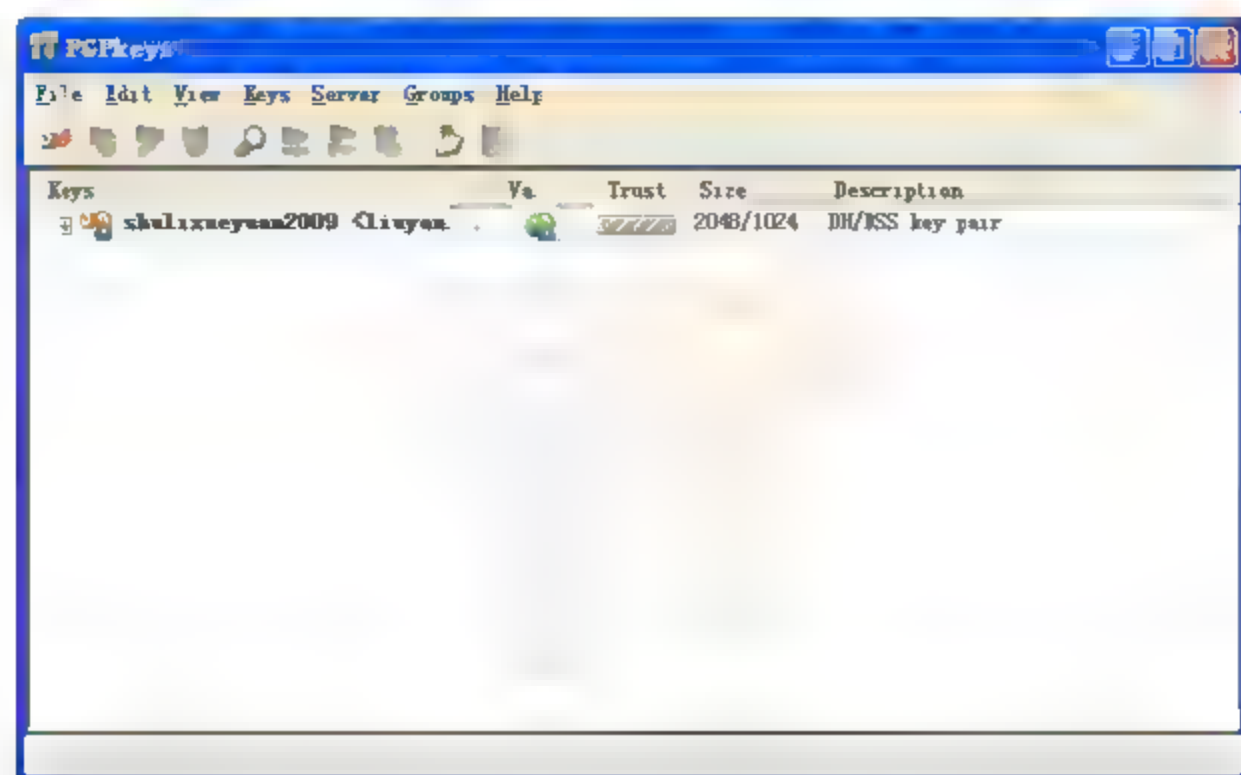 PGPkeys
File Edit View Keys Server Groups Help
Keys Va. Trust Size Description
shulixueyuan2009 <liuyan. . 2048/1024 DH/DSS key pair